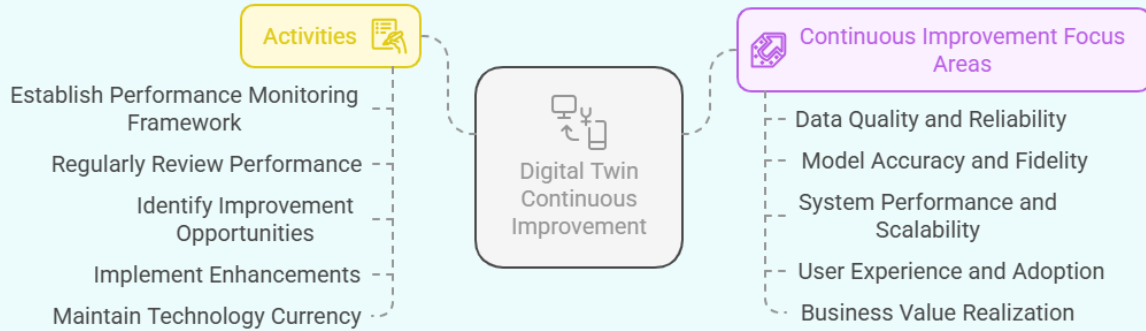 Activities
Establish Performance Monitoring
Framework
Regularly Review Performance
Identify Improvement
Opportunities
Implement Enhancements
Maintain Technology Currency
Digital Twin
Continuous
Improvement
Continuous Improvement Focus
Areas
Data Quality and Reliability
Model Accuracy and Fidelity
System Performance and
Scalability
User Experience and Adoption
Business Value Realization